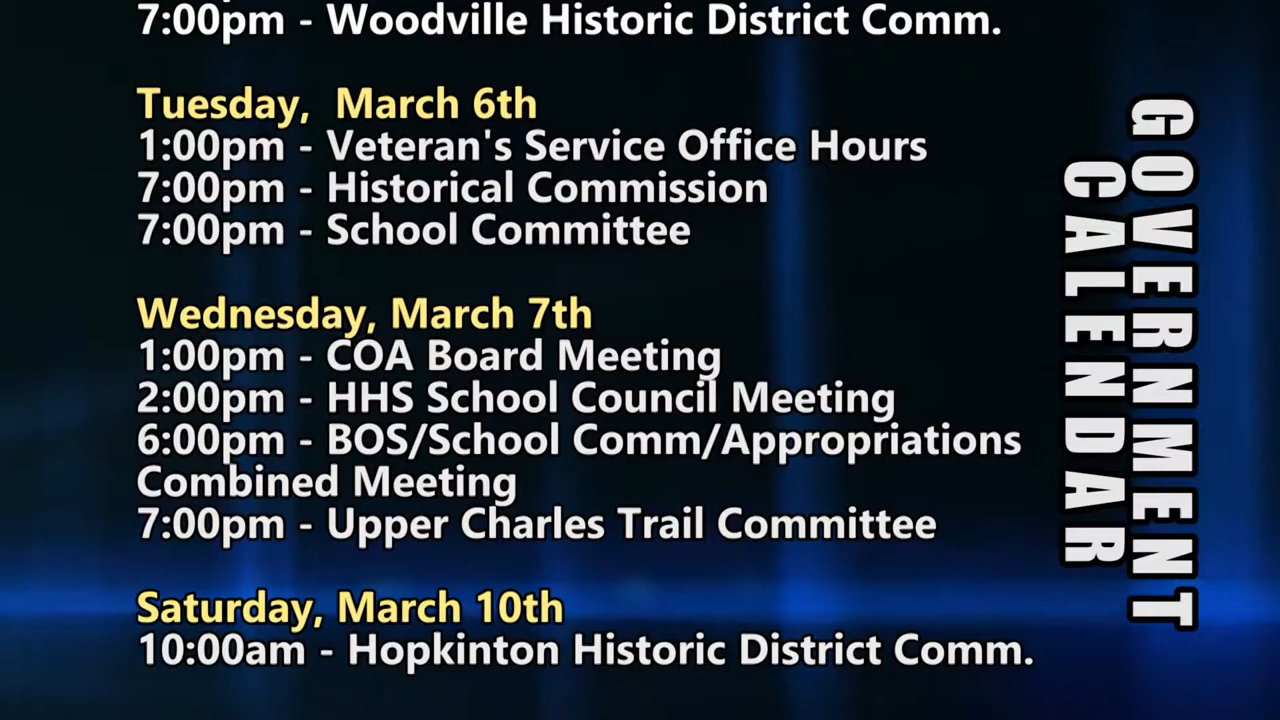 7:00pm - Woodville Historic District Comm.
Tuesday,  March 6th
1:00pm - Veteran's Service Office Hours
7:00pm - Historical Commission
7:00pm - School Committee
Wednesday, March 7th
1:00pm - COA Board Meeting
2:00pm - HHS School Council Meeting
6:00pm - BOS/School Comm/Appropriations
Combined Meeting
7:00pm - Upper Charles Trail Committee
Saturday, March 10th
10:00am - Hopkinton Historic District Comm.
GOVERNMENT
CALENDAR